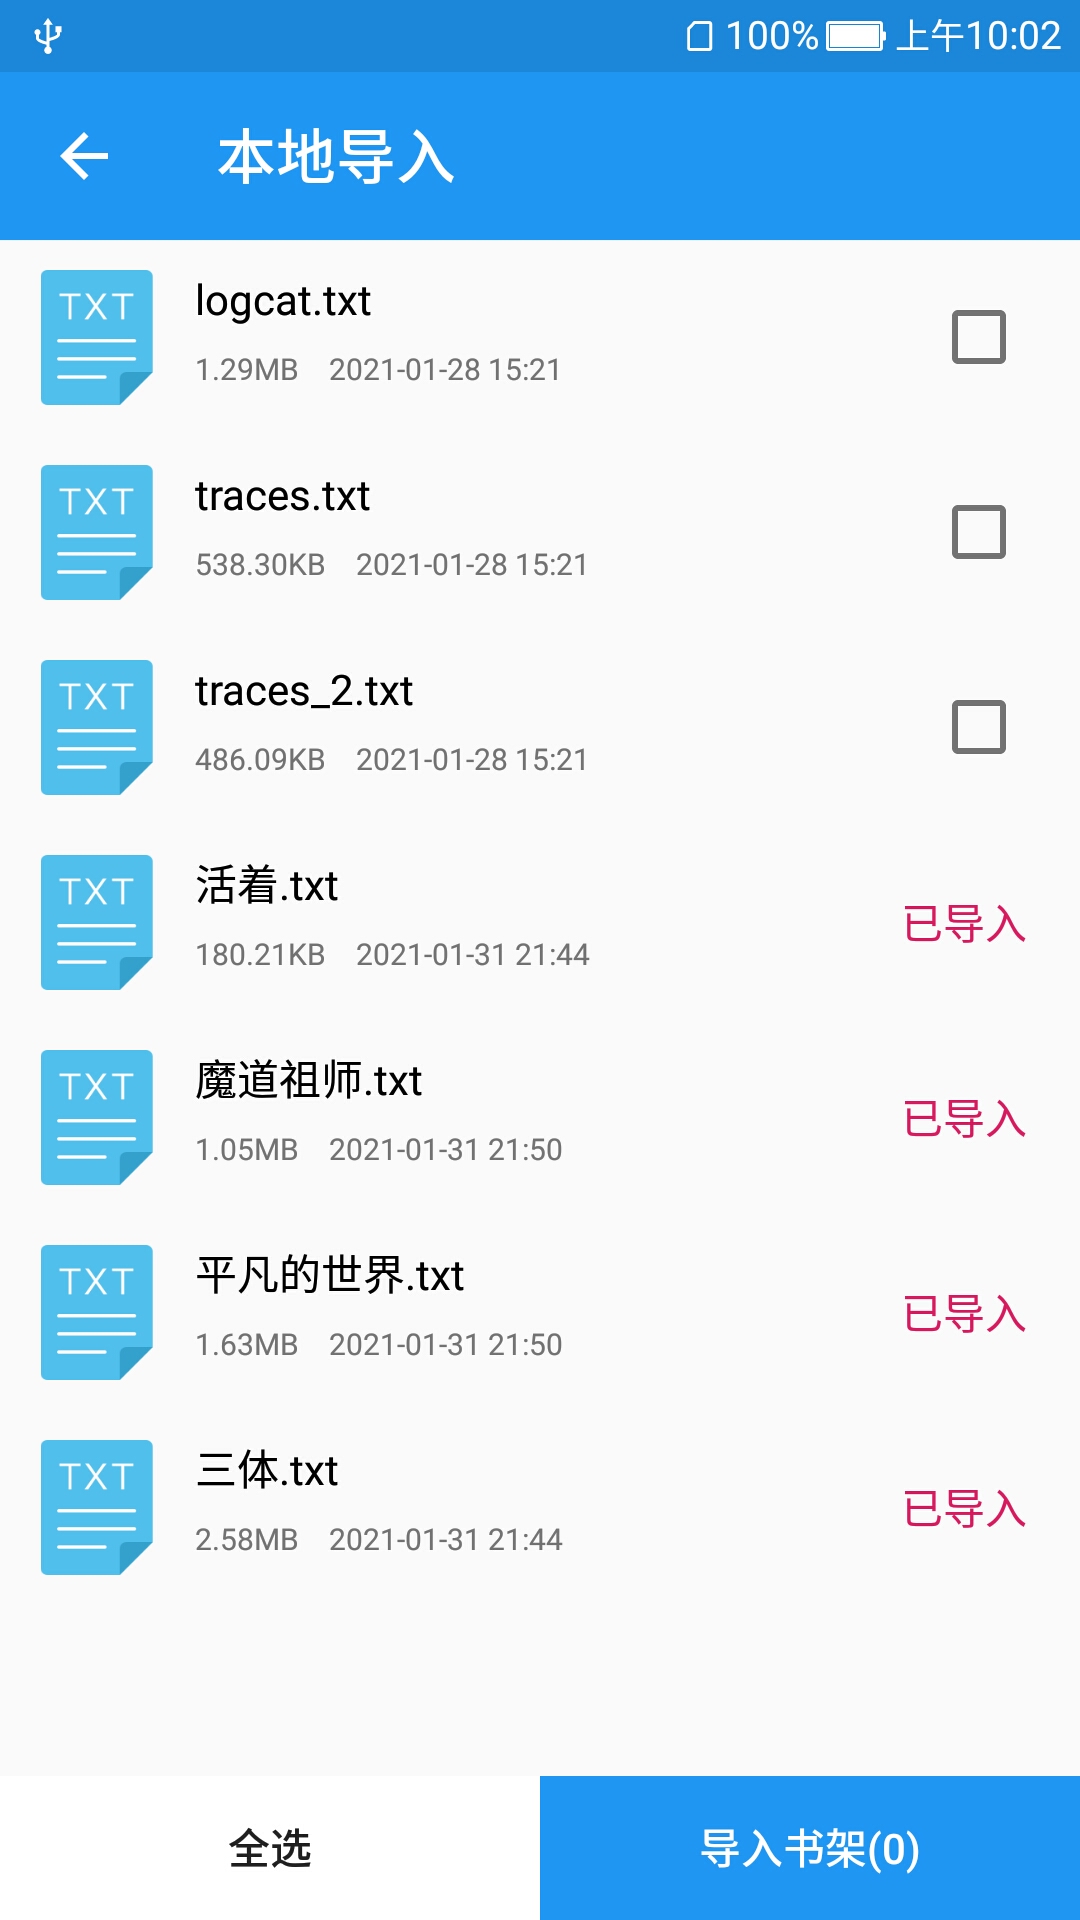 100% 上午10:02
本地导入
TXT
logcat.txt
1.29MB 2021-01-28 15:21
TXT
traces.txt
538.30KB 2021-01-28 15:21
TXT
traces_2.txt
486.09KB 2021-01-28 15:21
TXT
活着.txt
180.21KB 2021-01-31 21:44
已导入
TXT
魔道祖师.txt
1.05MB 2021-01-31 21:50
已导入
TXT
平凡的世界.txt
1.63MB 2021-01-31 21:50
已导入
TXT
三体.txt
2.58MB 2021-01-31 21:44
已导入
全选
导入书架(0)